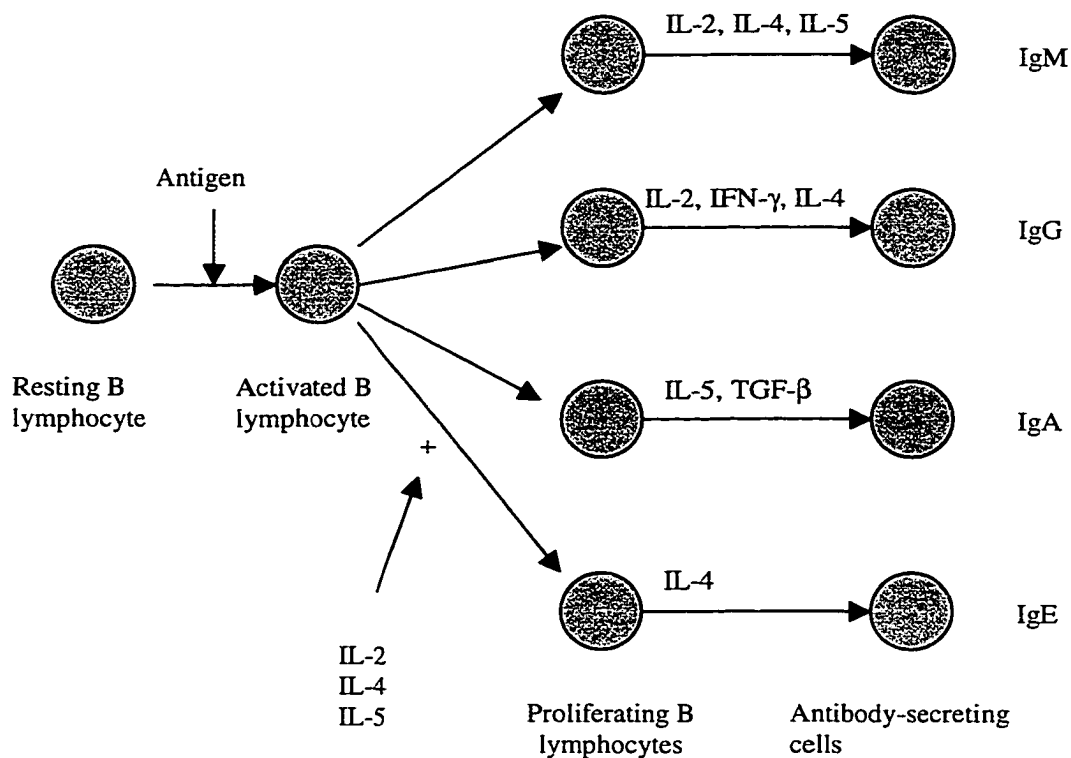 IL-2, IL-4, IL-5
IgM
Antigen
IL-2, IFN-γ, IL-4
IgG
Resting B
lymphocyte
Activated B
lymphocyte
IL-5, TGF-β
IgA
+
IL-4
IgE
IL-2
IL-4
IL-5
Proliferating B
lymphocytes
Antibody-secreting
cells